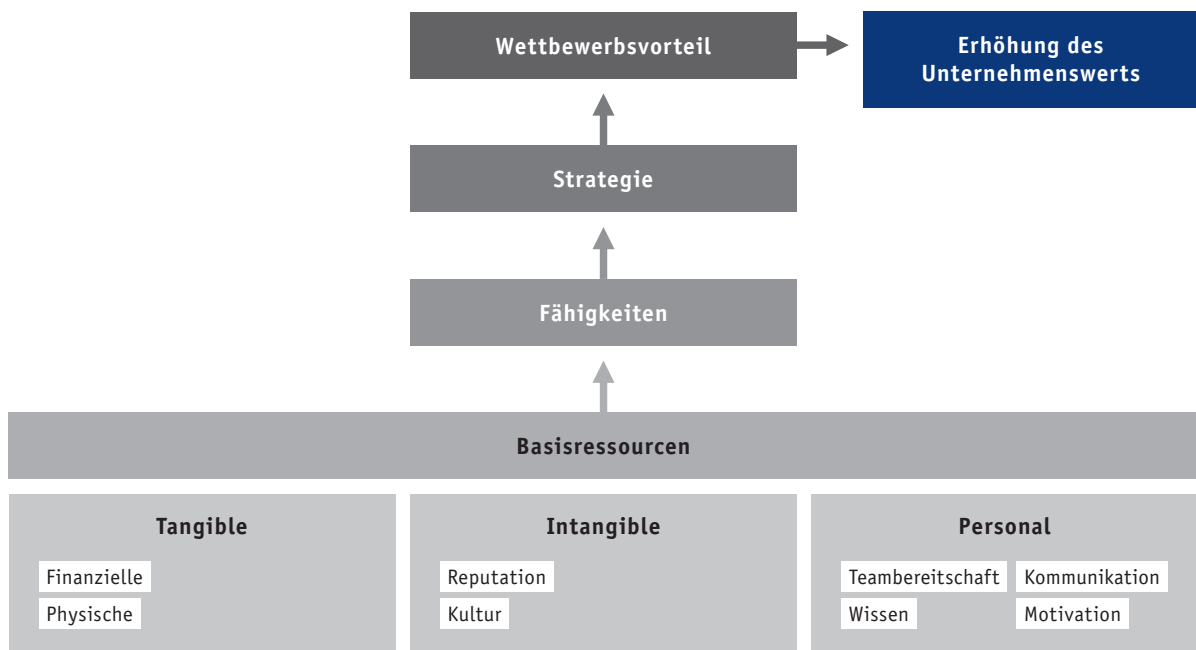 Wettbewerbsvorteil
Erhöhung des
Unternehmenswerts
Strategie
Fähigkeiten
Basisressourcen
Tangible
Finanzielle
Physische
Intangible
Reputation
Kultur
Personal
Teambereitschaft
Kommunikation
Wissen
Motivation